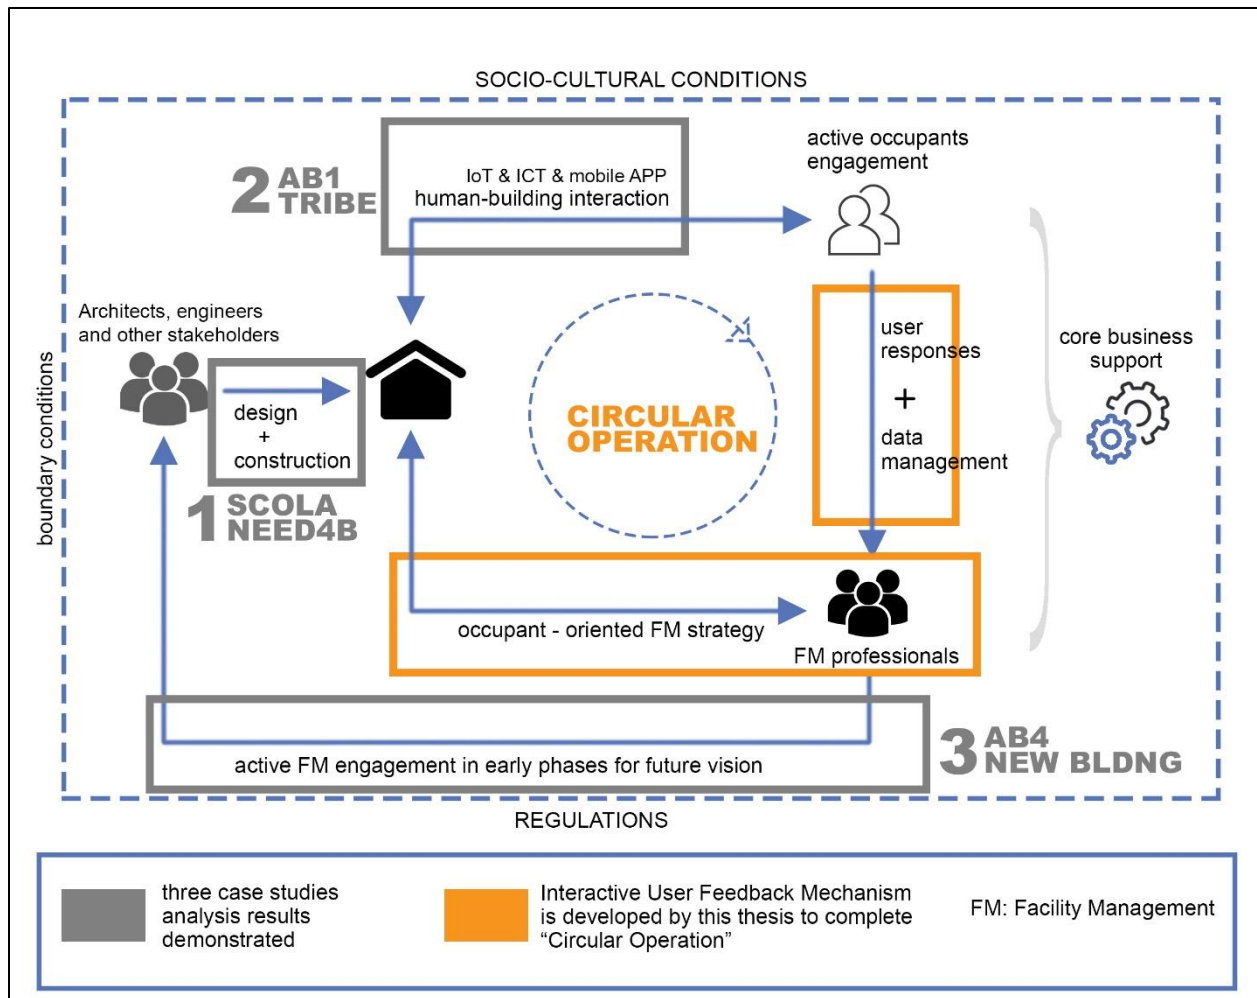 SOCIO-CULTURAL CONDITIONS
2 AB1
TRIBE
IoT & ICT & mobile APP
human-building interaction
active occupants
engagement
Architects, engineers
and other stakeholders
boundary conditions
design
+
construction
1 SCOLA
NEED4B
CIRCULAR
OPERATION
user
responses
+
data
management
core business
support
occupant - oriented FM strategy
FM professionals
active FM engagement in early phases for future vision
3 AB4
NEW BLDNG
REGULATIONS
three case studies
analysis results
demonstrated
Interactive User Feedback Mechanism
is developed by this thesis to complete
“Circular Operation”
FM: Facility Management